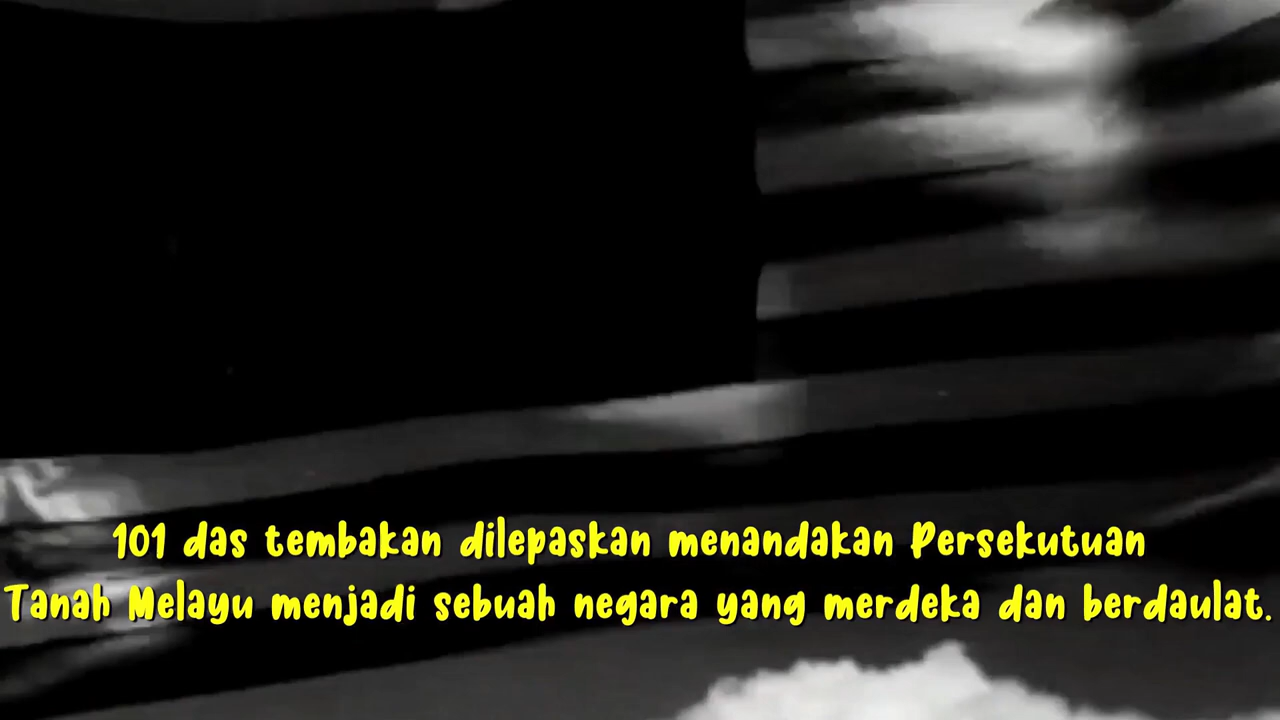 101 das tembakan dilepaskan menandakan Persekutuan
Tanah Melayu menjadi sebuah negara yang merdeka dan berdaulat.